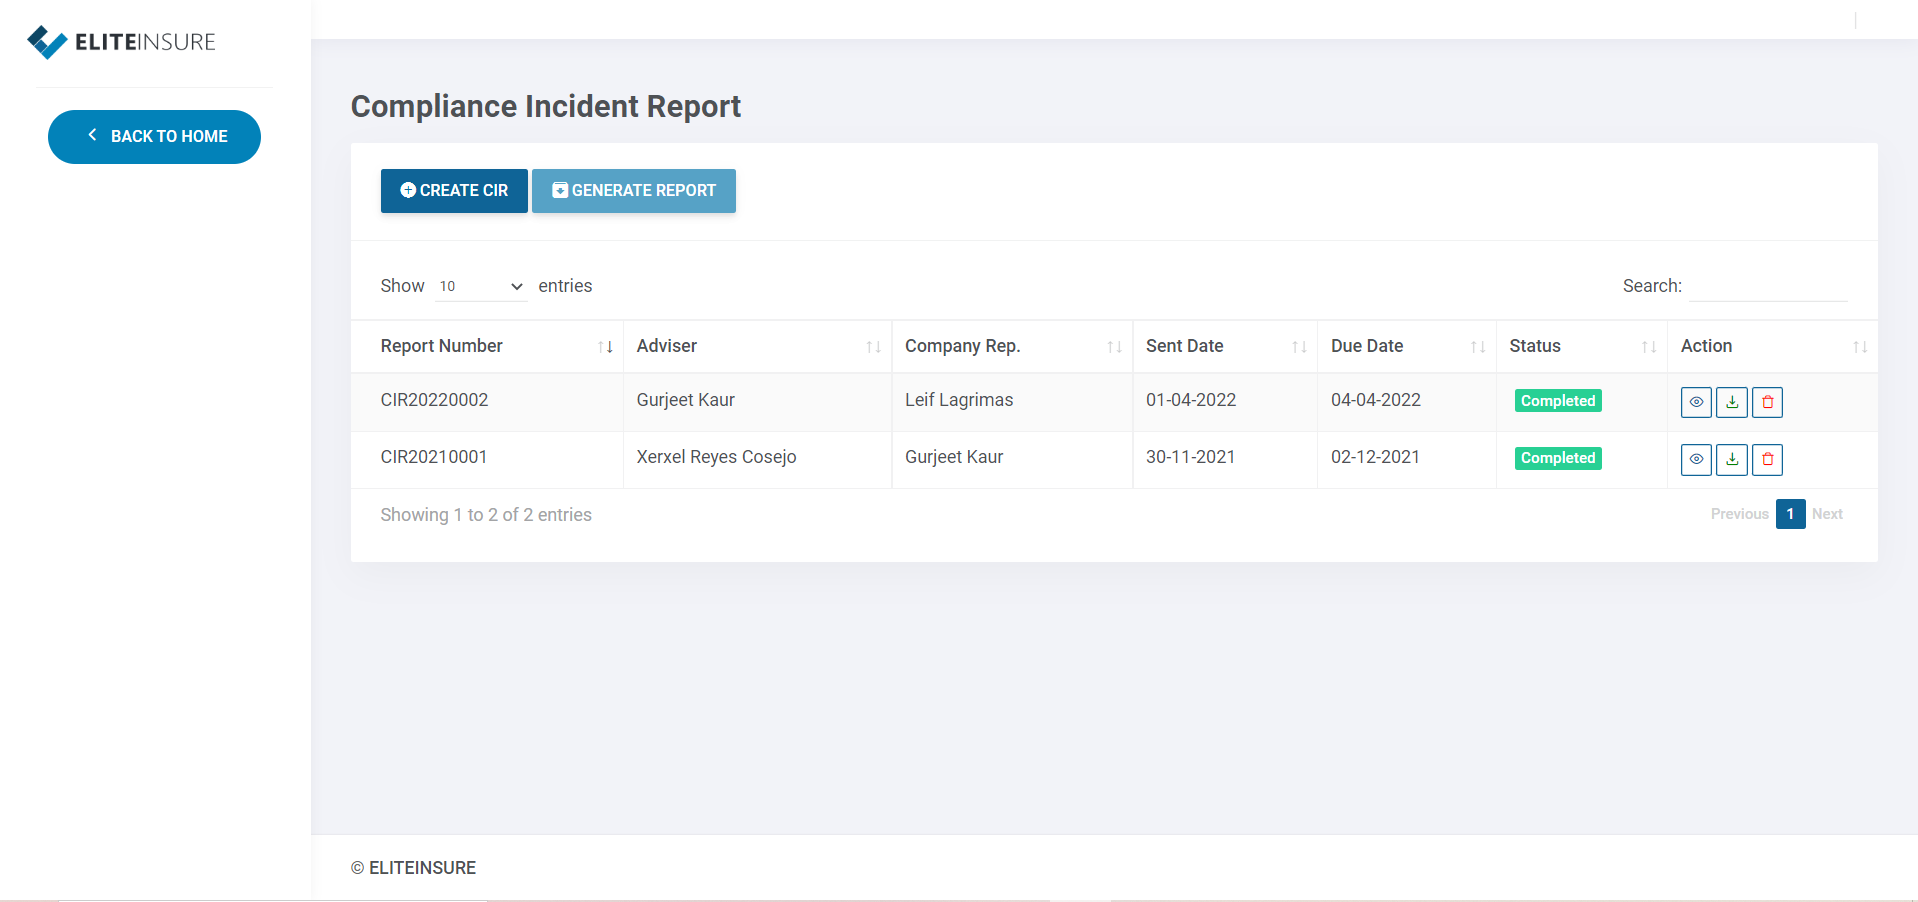 ELITEINSURE
BACK TO HOME
Compliance Incident Report
CREATE CIR GENERATE REPORT
Show 10 entries Search:
Report Number Adviser Company Rep. Sent Date Due Date Status Action
CIR20220002 Gurjeet Kaur Leif Lagrimas 01-04-2022 04-04-2022 Completed
CIR20210001 Xerxel Reyes Cosejo Gurjeet Kaur 30-11-2021 02-12-2021 Completed
Showing 1 to 2 of 2 entries Previous 1 Next
© ELITEINSURE